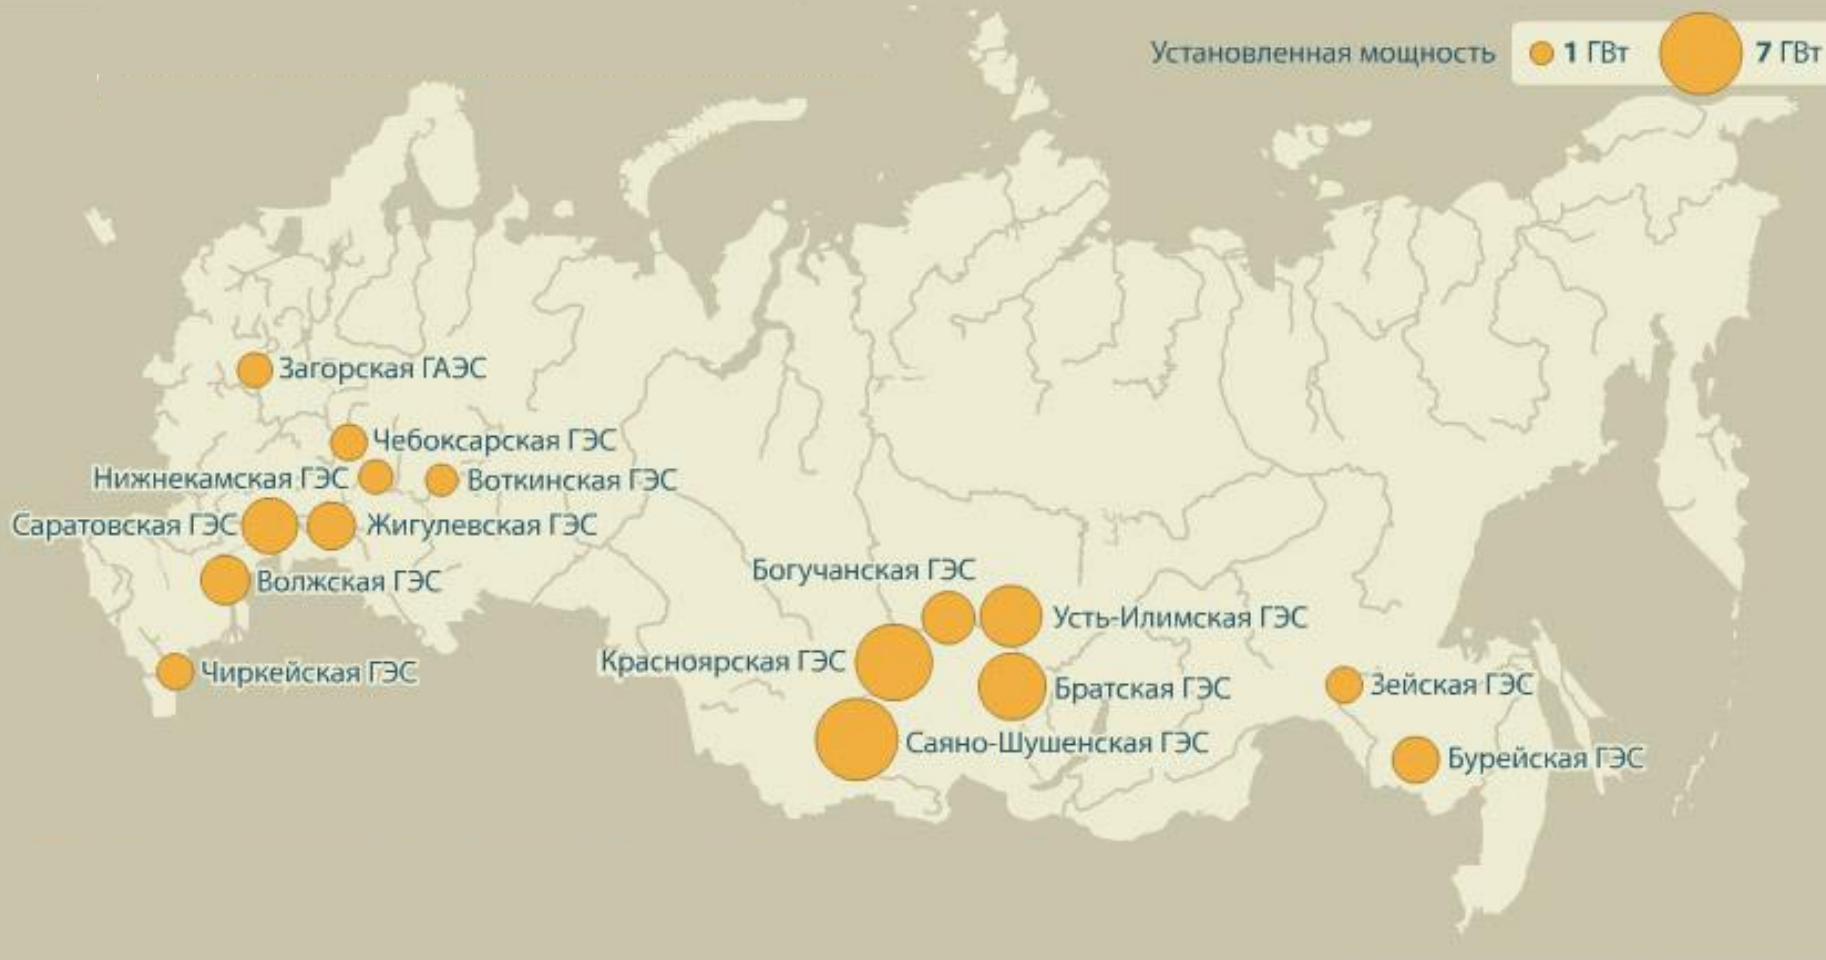 Установленная мощность 1 ГВт 7 ГВт
Загорская ГАЭС
Чебоксарская ГЭС
Нижнекамская ГЭС
Воткинская ГЭС
Саратовская ГЭС
Жигулевская ГЭС
Волжская ГЭС
Богучанская ГЭС
Усть-Илимская ГЭС
Красноярская ГЭС
Чиркейская ГЭС
Братская ГЭС
Зейская ГЭС
Саяно-Шушенская ГЭС
Бурейская ГЭС